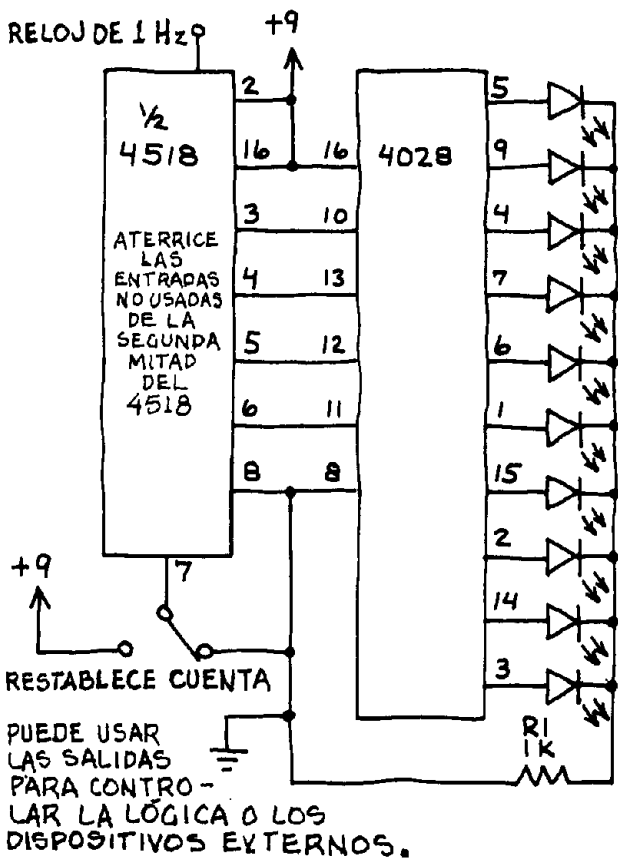 RELOJ DE 1 Hz
+9
1/2
4518
2
16
3
4
5
6
8
7
ATERRICE
LAS
ENTRADAS
NO USADAS
DE LA
SEGUNDA
MITAD
DEL
4518
16
10
13
12
11
8
4028
5
9
4
7
6
1
15
2
14
3
+9
RESTABLECE CUENTA
R1
1K
PUEDE USAR
LAS SALIDAS
PARA CONTRO-
LAR LA LÓGICA O LOS
DISPOSITIVOS EXTERNOS.